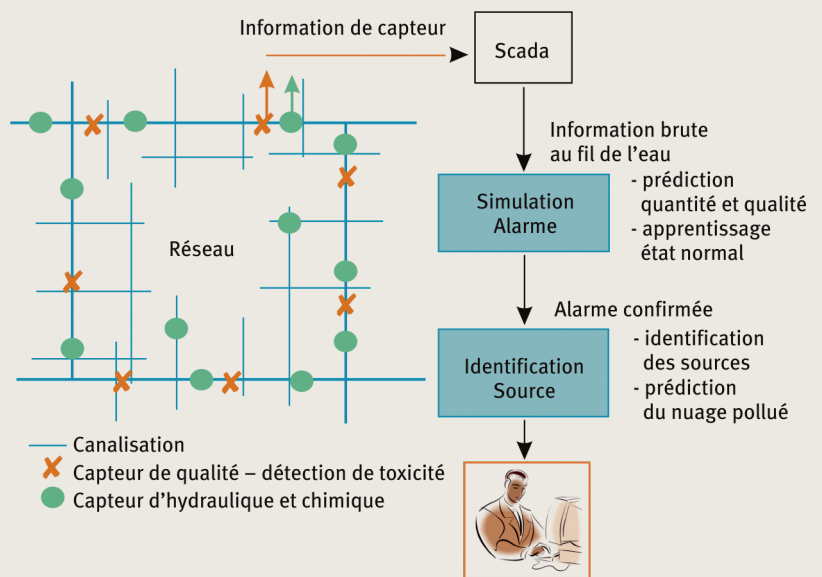 Information de capteur
Scada
Information brute
au fil de l'eau
- prédiction
quantité et qualité
- apprentissage
état normal
Simulation
Alarme
Réseau
Alarme confirmée
- identification
des sources
- prédiction
du nuage pollué
Identification
Source
Canalisation
Capteur de qualité – détection de toxicité
Capteur d'hydraulique et chimique